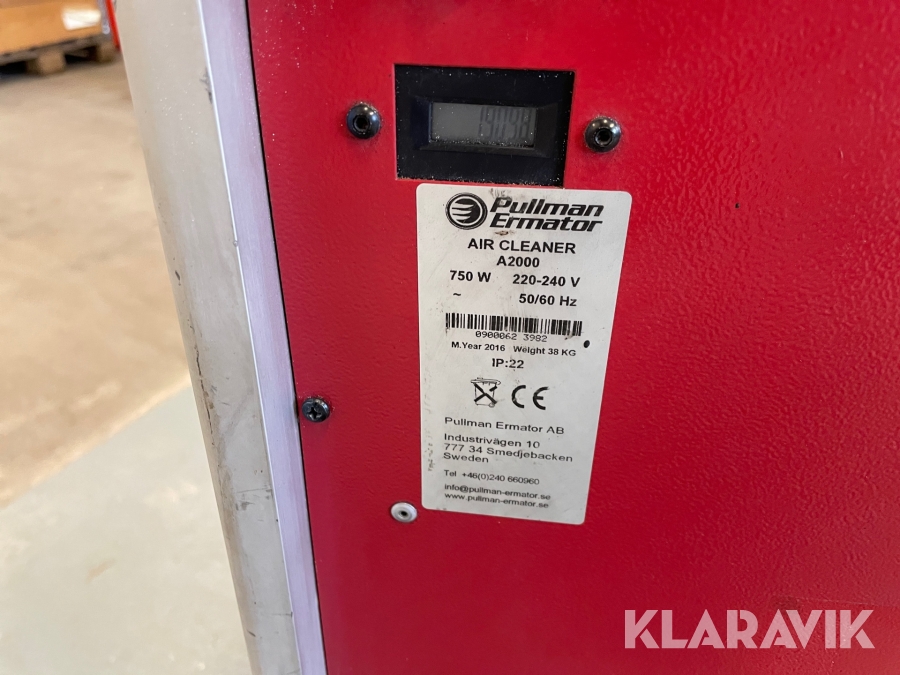 Pullman
Ermator
AIR CLEANER
A2000
750 W 220-240 V
~ 50/60 Hz
0900062 3982
M.Year 2016 Weight 38 KG
IP:22
CE
Pullman Ermator AB
Industrivägen 10
777 34 Smedjebacken
Sweden
Tel +46(0)240 660960
info@pullman-ermator.se
www.pullman-ermator.se
KLARAVIK